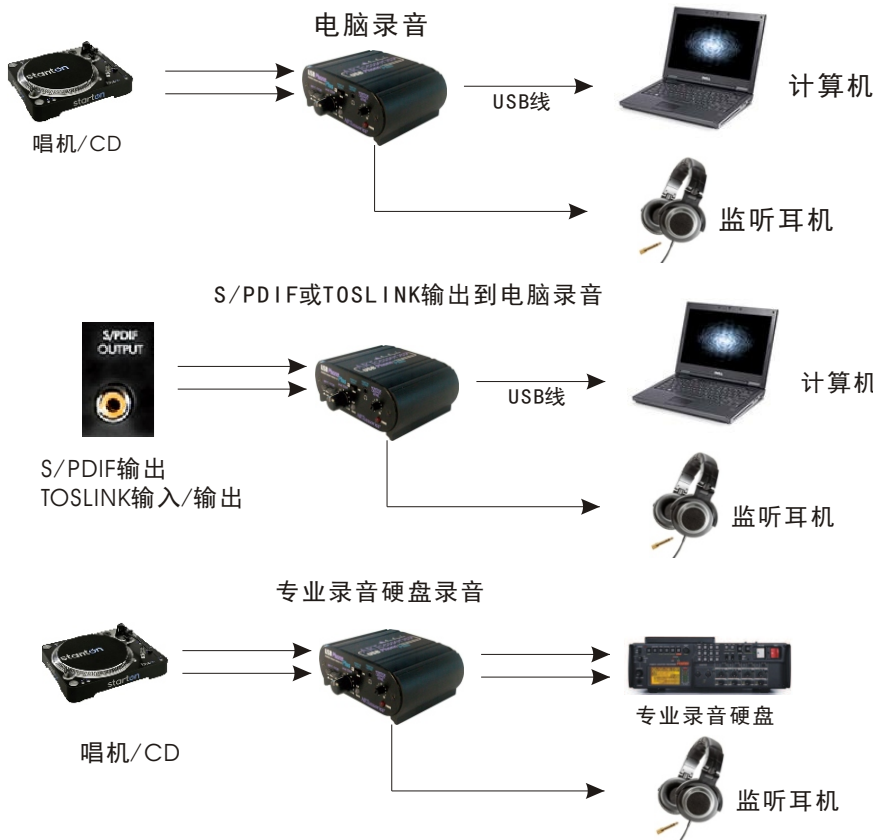 电脑录音
stanton
stanton
唱机/CD
USB线
计算机
监听耳机
S/PDIF或TOSLINK输出到电脑录音
S/PDIF
OUTPUT
S/PDIF输出
TOSLINK输入/输出
USB线
计算机
监听耳机
专业录音硬盘录音
stanton
stanton
唱机/CD
专业录音硬盘
监听耳机